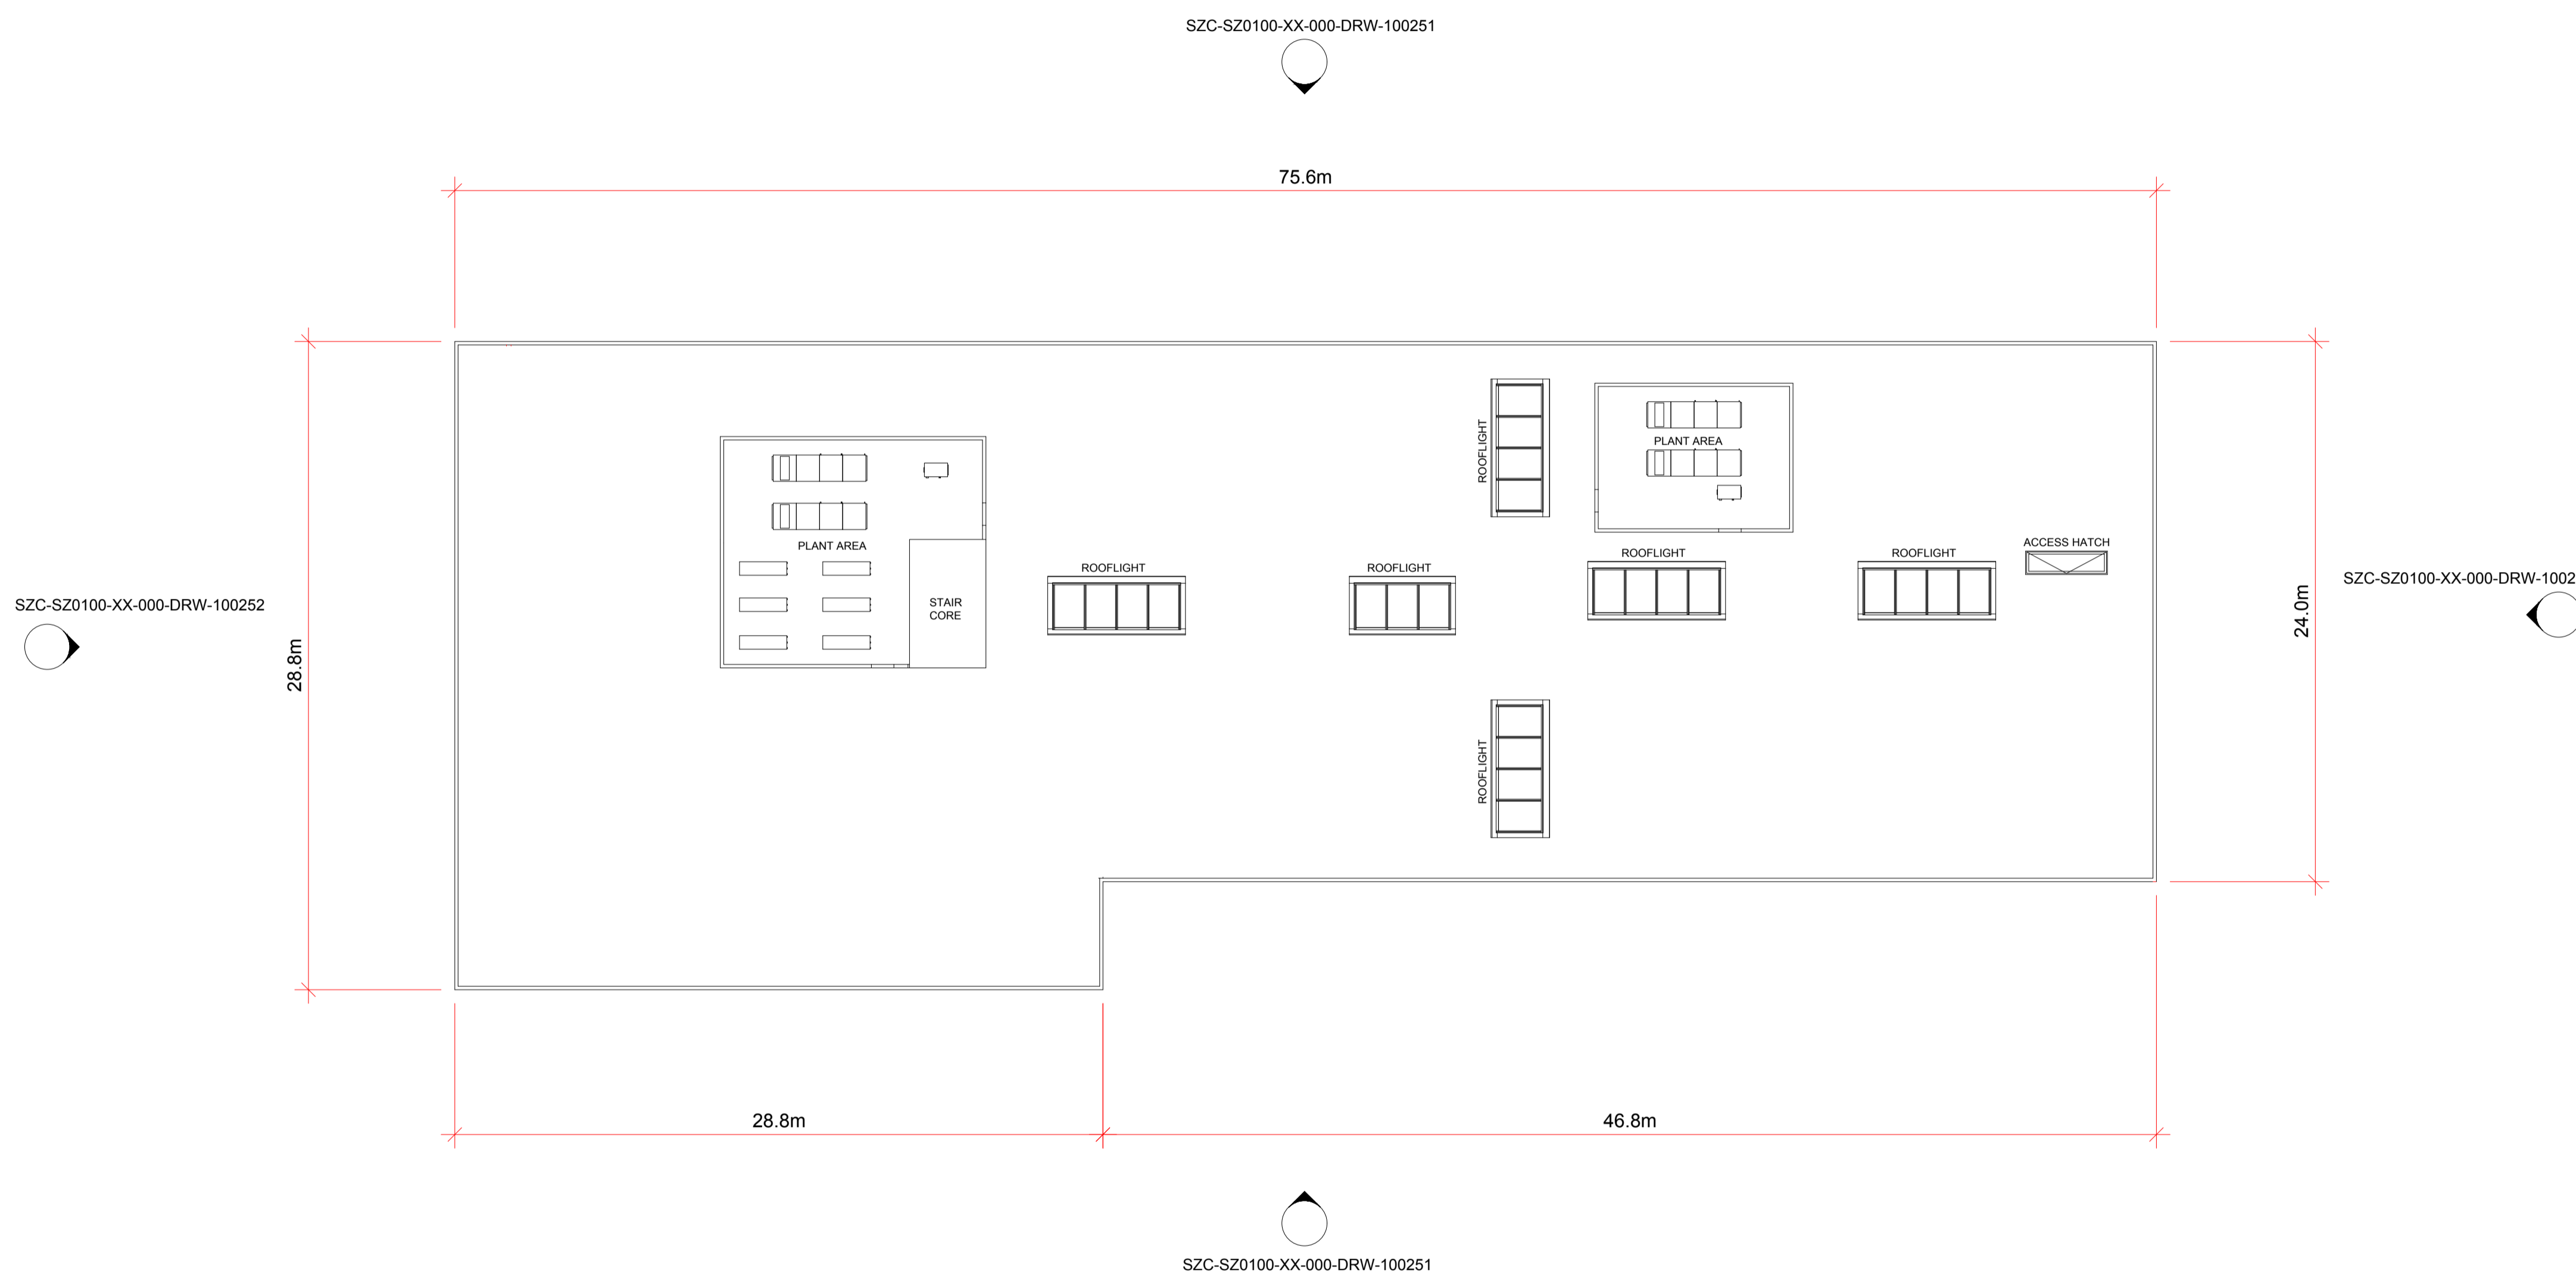 SZC-SZ0100-XX-000-DRW-100251
75.6m
ROOFLIGHT
PLANT AREA
PLANT AREA
ACCESS HATCH
ROOFLIGHT
ROOFLIGHT
ROOFLIGHT
ROOFLIGHT
STAIR
CORE
SZC-SZ0100-XX-000-DRW-1002
SZC-SZ0100-XX-000-DRW-100252
24.0m
28.8m
ROOFLIGHT
28.8m
46.8m
SZC-SZ0100-XX-000-DRW-100251